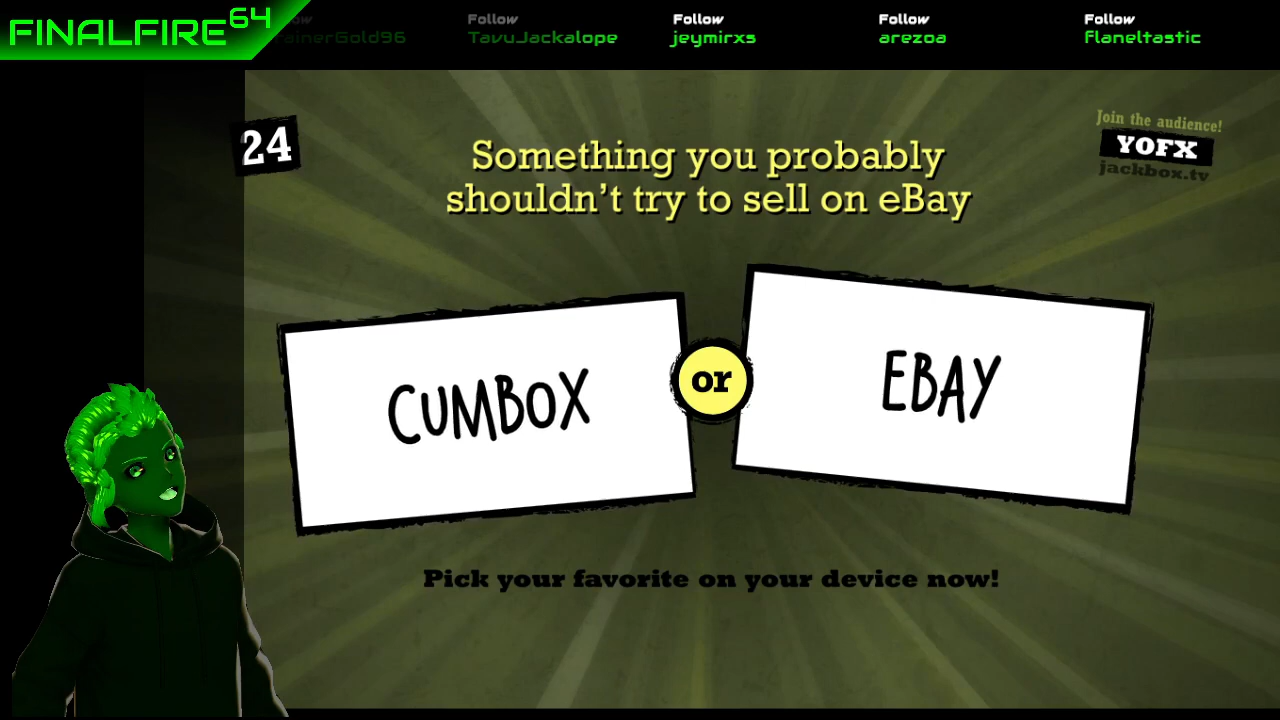 FINALFIRE64
Follow
TavuJackalope
Follow
jeymirxs
Follow
arezoa
Follow
Flaneltastic
24
Something you probably
shouldn't try to sell on eBay
Join the audience!
YOFX
jackbox.tv
CUMBOX
or
EBAY
Pick your favorite on your device now!